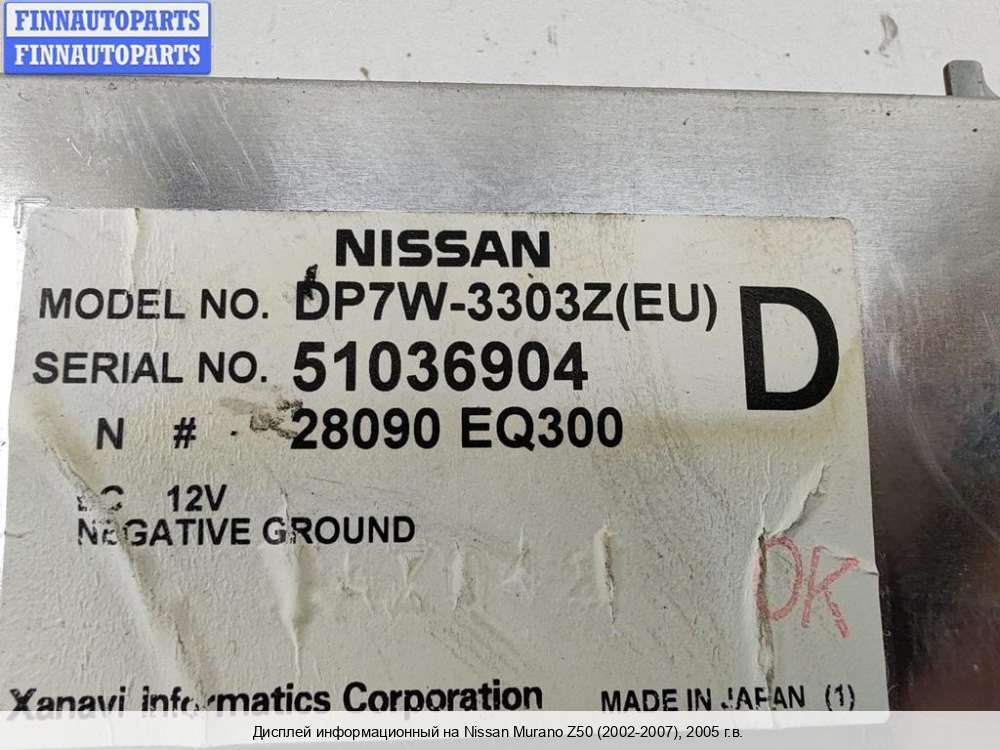 FINNAUTOPARTS
FINNAUTOPARTS
NISSAN
MODEL NO. DP7W-3303Z(EU)
D
SERIAL NO. 51036904
N # 28090 EQ300
DC 12V
NEGATIVE GROUND
OK
Xanavi informatics Corporation MADE IN JAPAN (1)
Дисплей информационный на Nissan Murano Z50 (2002-2007), 2005 г.в.